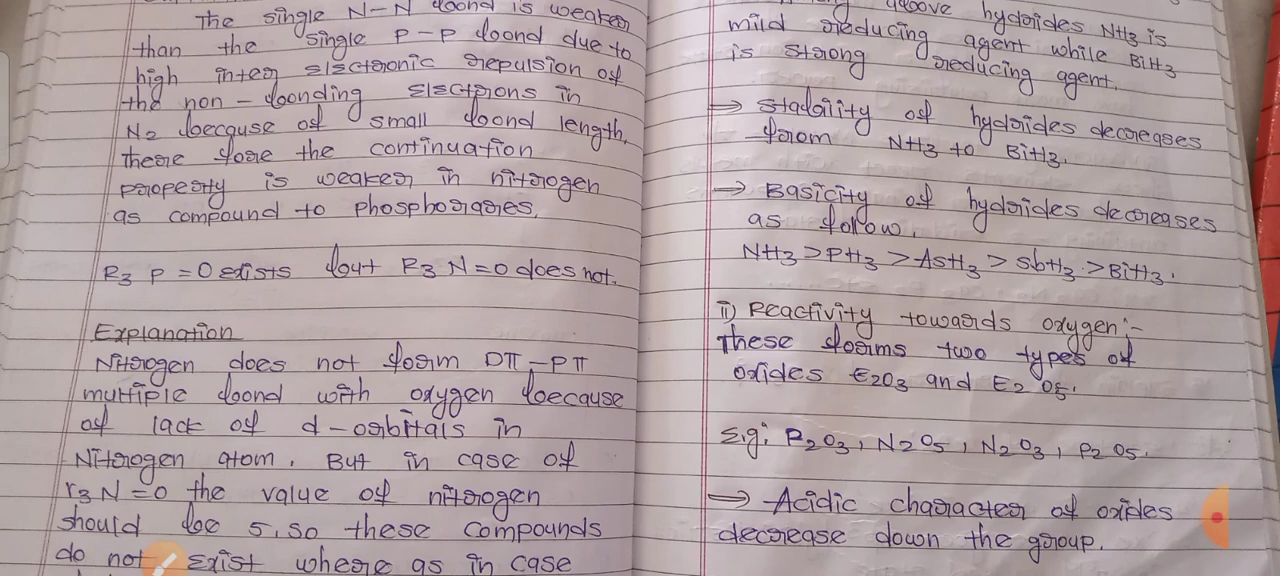 The single N-N bond is weaker
than the single P-P bond due to
high inter electronic repulsion of
the non-bonding electrons in
N2 because of small bond length.
there fore the continuation
property is weaker in nitrogen
as compound to phosphorares.
R3 P=O exists but R3 N=O does not.
Explanation
Nitrogen does not form Dπ-Pπ
multiple bond with oxygen because
of lack of d-orbitals in
Nitrogen atom. But in case of
r3 N=O the value of nitrogen
should be 5, so these compounds
do not exist where as in case
above hydrides NH3 is
mild reducing agent while BiH3
is strong reducing agent.
→ stability of hydrides decreases
from NH3 to BiH3.
→ Basicity of hydrides decreases
as follow.
NH3 > PH3 > AsH3 > SbH3 > BiH3.
ii) Reactivity towards oxygen:-
these forms two types of
oxides E2O3 and E2O5.
E.g: P2O3, N2O5, N2O3, P2O5.
→ Acidic character of oxides
decrease down the group.